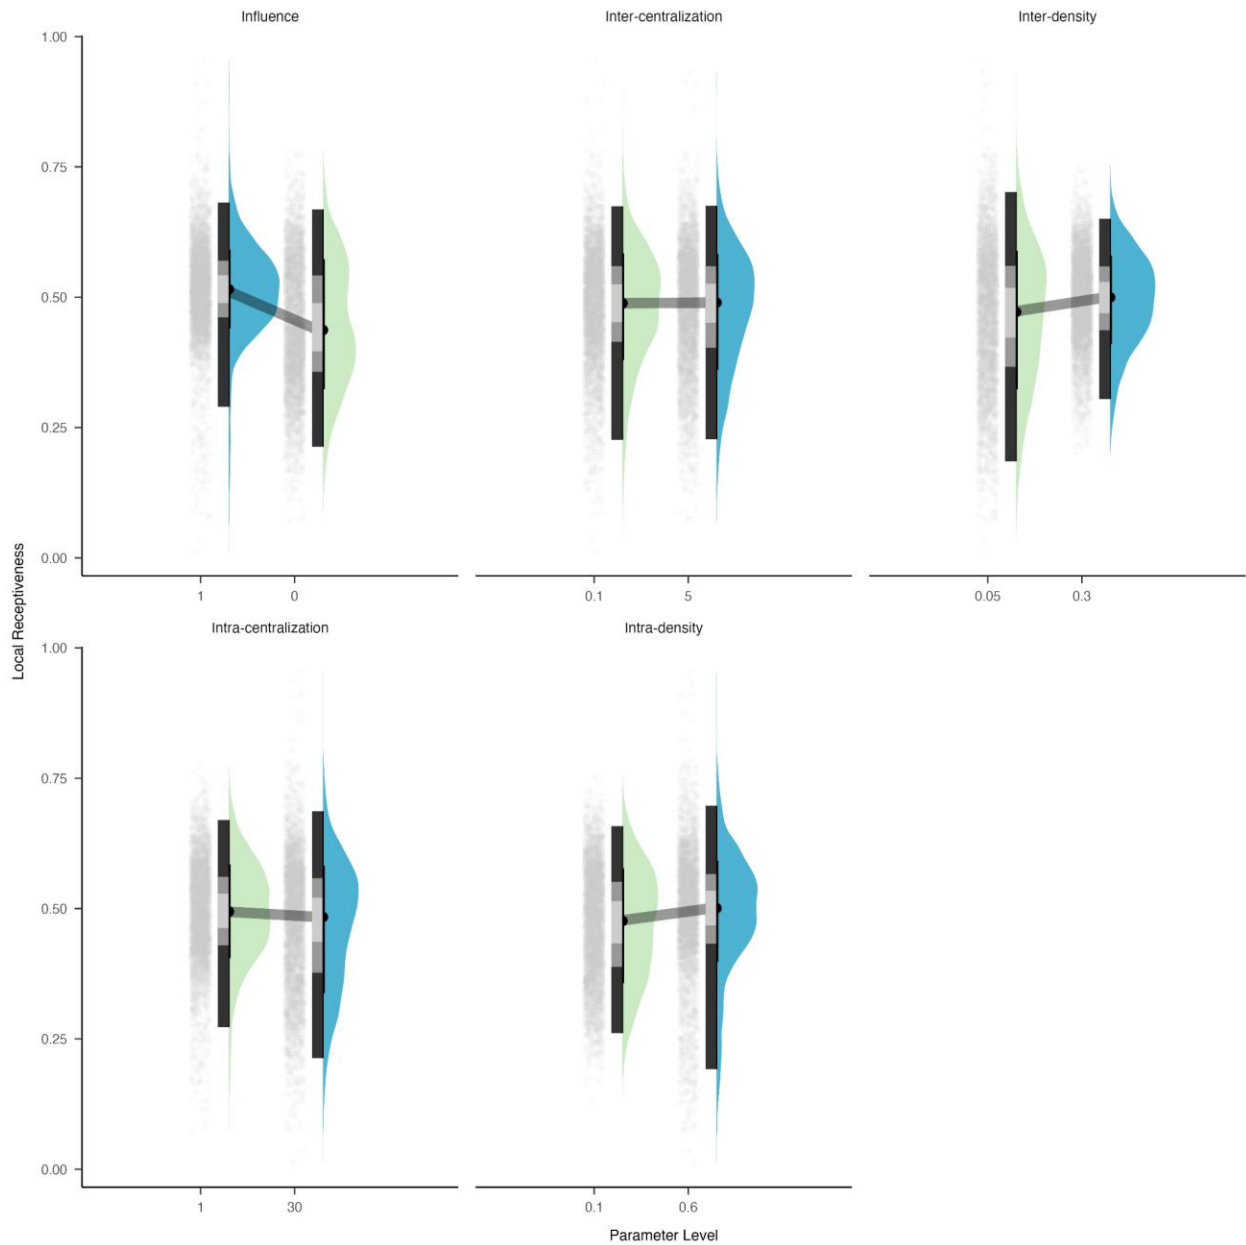 Influence
Inter-centralization
Inter-density
1.00
0.75
0.50
0.25
0.00
1 0
0.1 5
0.05 0.3
Local Receptiveness
Intra-centralization
Intra-density
1.00
0.75
0.50
0.25
0.00
1 30
0.1 0.6
Parameter Level